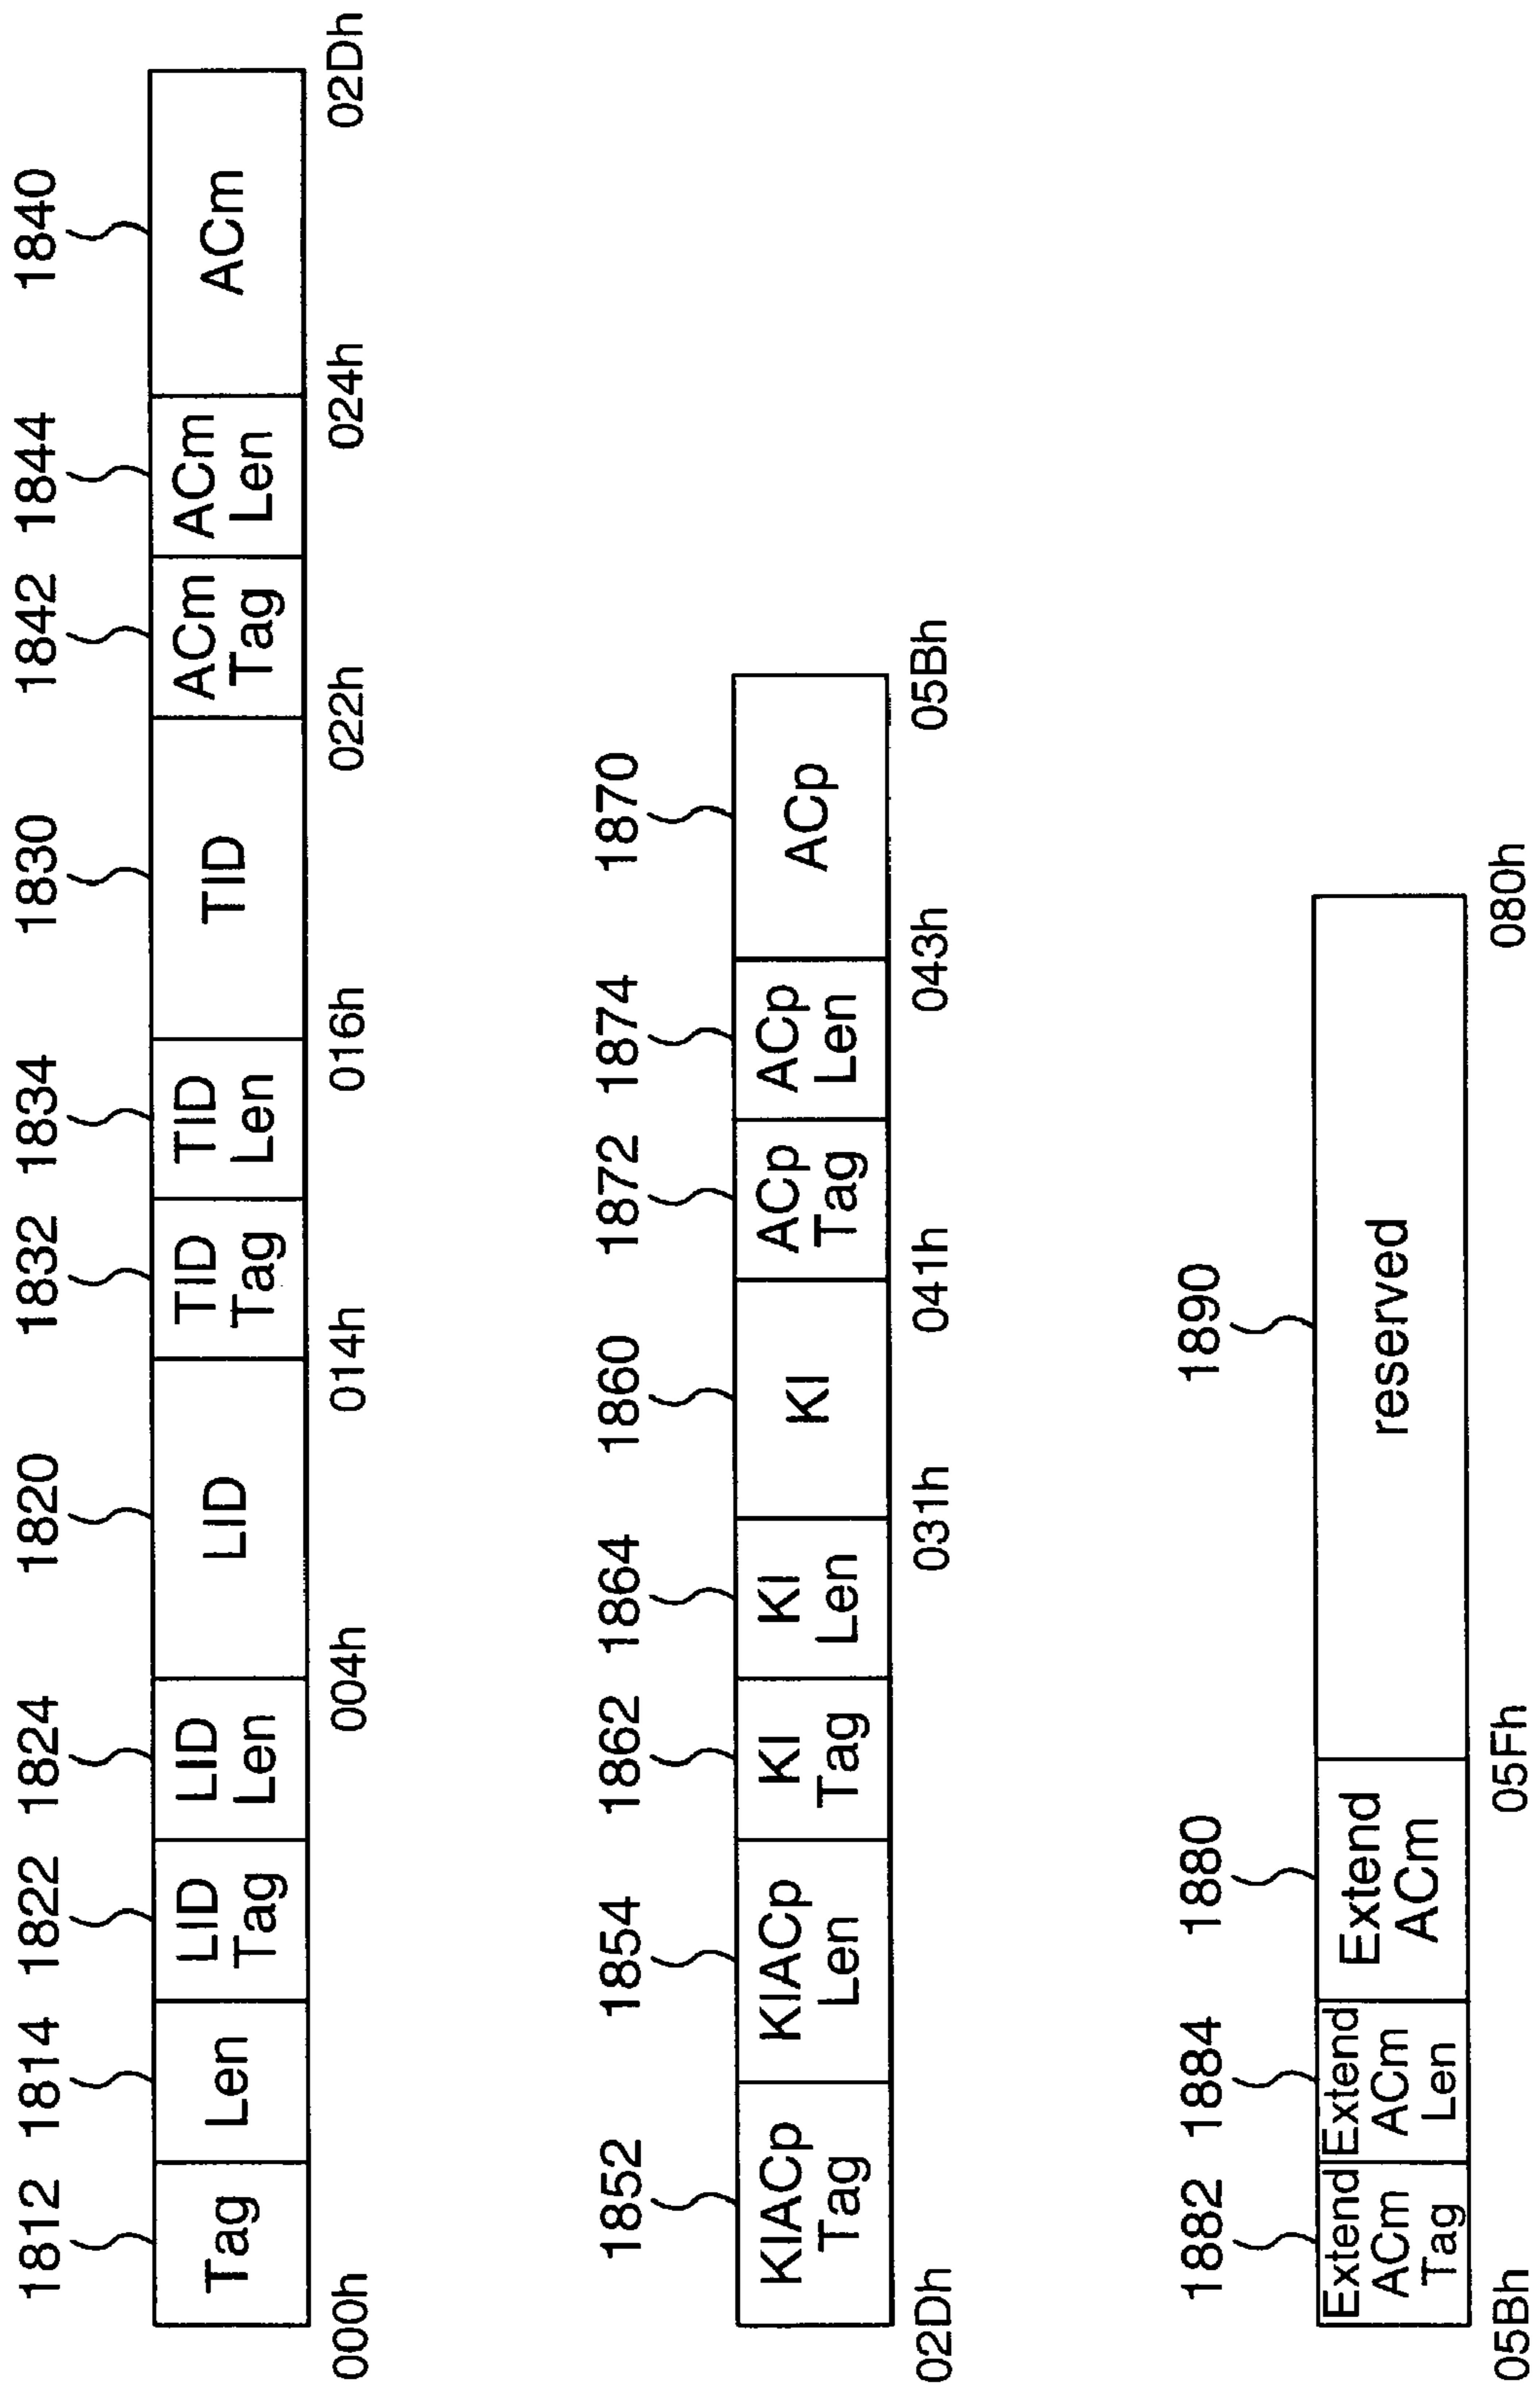 1812 1814 1822 1824 1820 1832 1834 1830 1842 1844 1840
Tag Len LID Tag LID Len LID TID Tag TID Len TID ACm Tag ACm Len ACm
000h 004h 014h 016h 022h 024h 02Dh
1852 1854 1862 1864 1860 1872 1874 1870
KIACp Tag KIACp Len KI Tag KI Len KI ACp Tag ACp Len ACp
02Dh 031h 041h 043h 05Bh
1882 1884 1880 1890
Extend ACm Tag Extend ACm Len Extend ACm reserved
05Bh 05Fh 080h